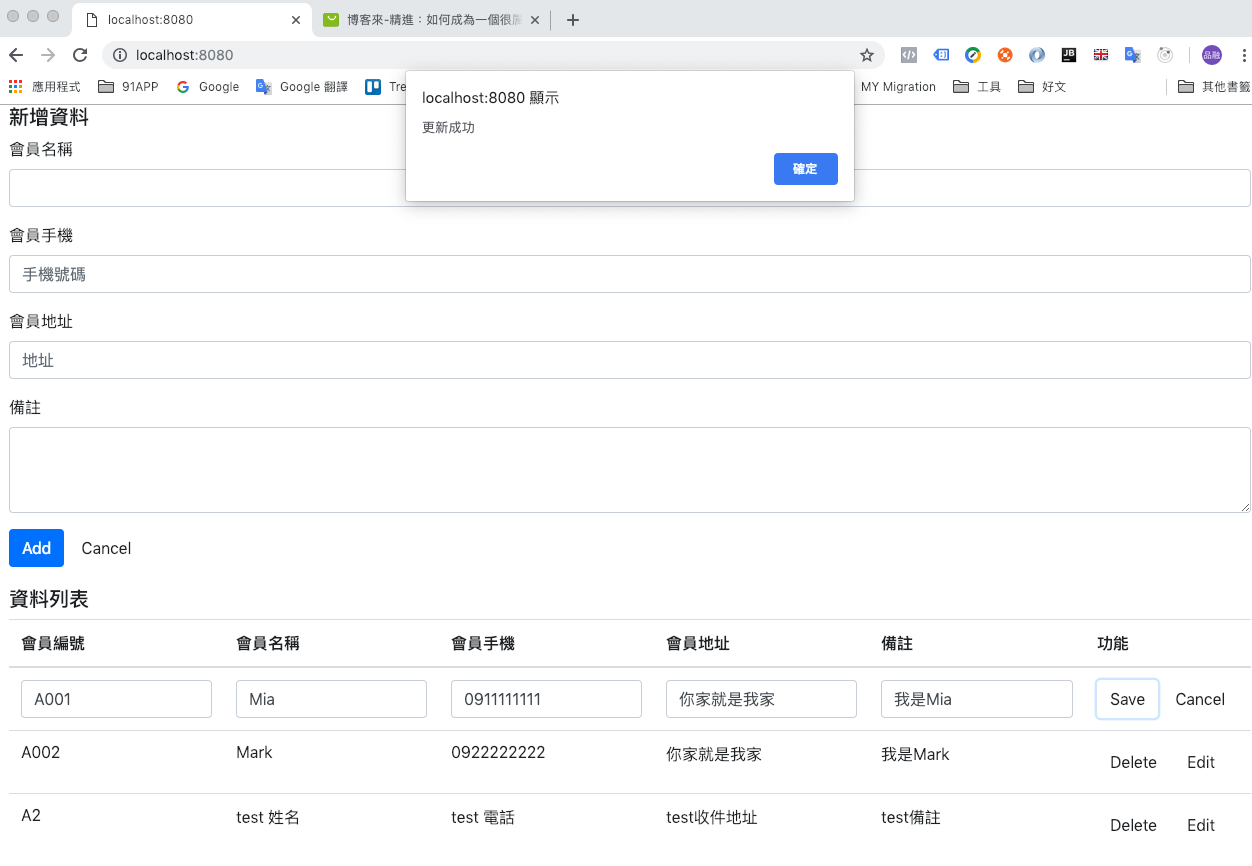 localhost:8080
博客來-精進：如何成為一個很
localhost:8080
應用程式 91APP Google Google 翻譯 MY Migration 工具 好文 其他書籤
localhost:8080 顯示
更新成功
確定
新增資料
會員名稱
會員手機
手機號碼
會員地址
地址
備註
Add Cancel
資料列表
會員編號 會員名稱 會員手機 會員地址 備註 功能
A001 Mia 0911111111 你家就是我家 我是Mia Save Cancel
A002 Mark 0922222222 你家就是我家 我是Mark Delete Edit
A2 test 姓名 test 電話 test收件地址 test備註 Delete Edit